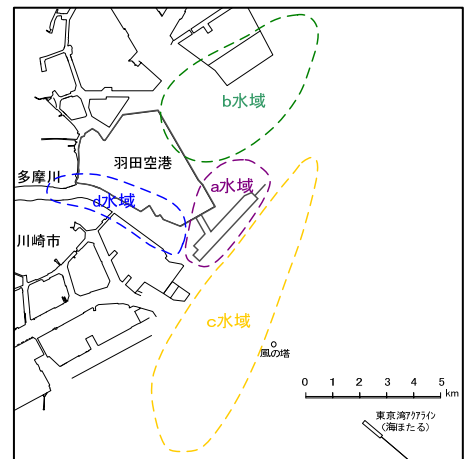 b水域
羽田空港
多摩川
a水域
d水域
川崎市
c水域
風の塔
0 1 2 3 4 5
km
東京湾ｱｸｱﾗｲﾝ
(海ほたる)